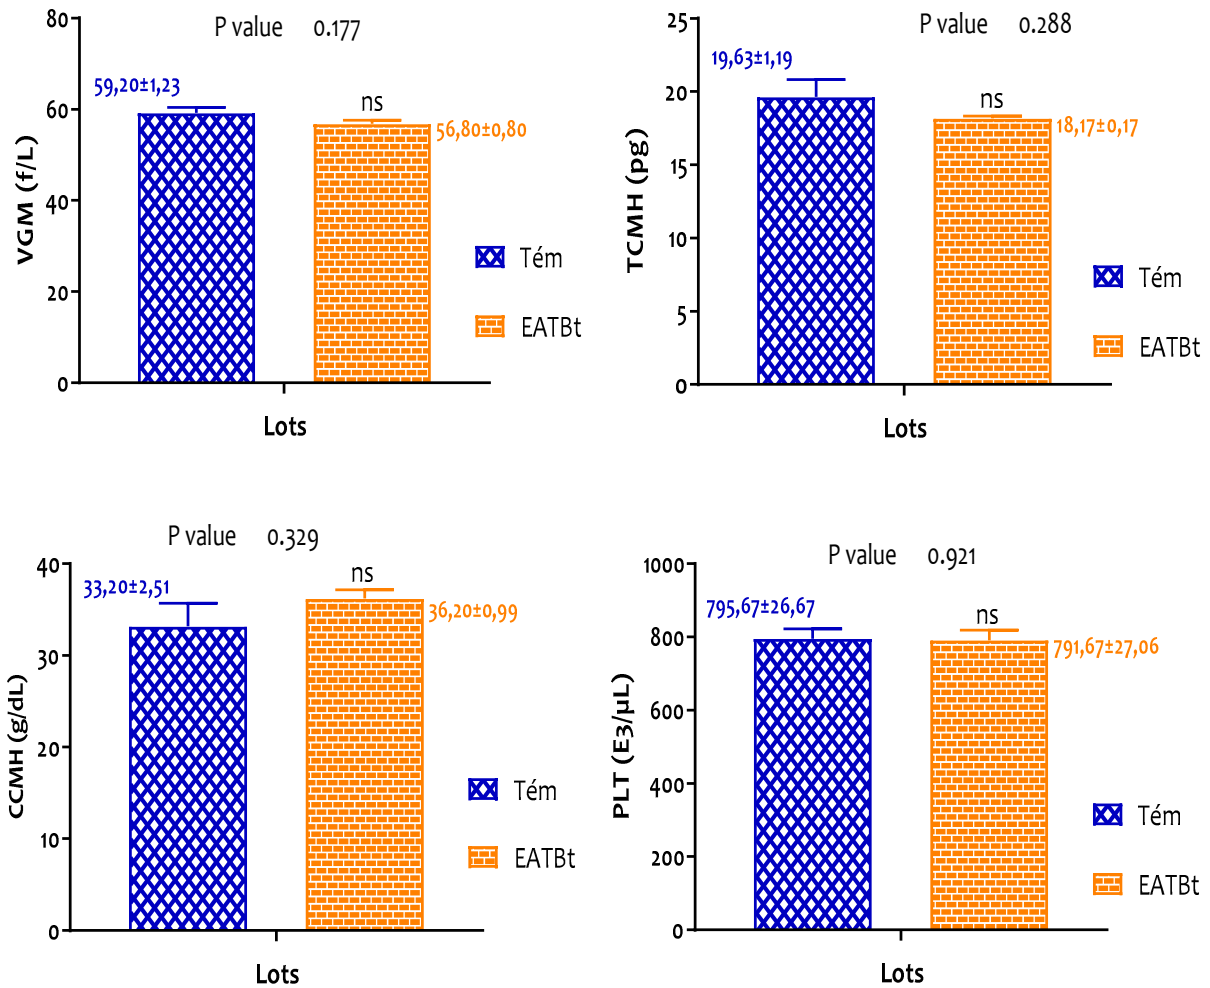 P value 0.177
80
59,20±1,23
60
ns
56,80±0,80
40
20
0
VGM (f/L)
Tém
EATBt
Lots
P value 0.288
25
19,63±1,19
20
ns
18,17±0,17
15
10
5
0
TCMH (pg)
Tém
EATBt
Lots
P value 0.329
40
33,20±2,51
ns
36,20±0,99
30
20
10
0
CCMH (g/dL)
Tém
EATBt
Lots
P value 0.921
1000
795,67±26,67
800
ns
791,67±27,06
600
400
200
0
PLT (E3/µL)
Tém
EATBt
Lots